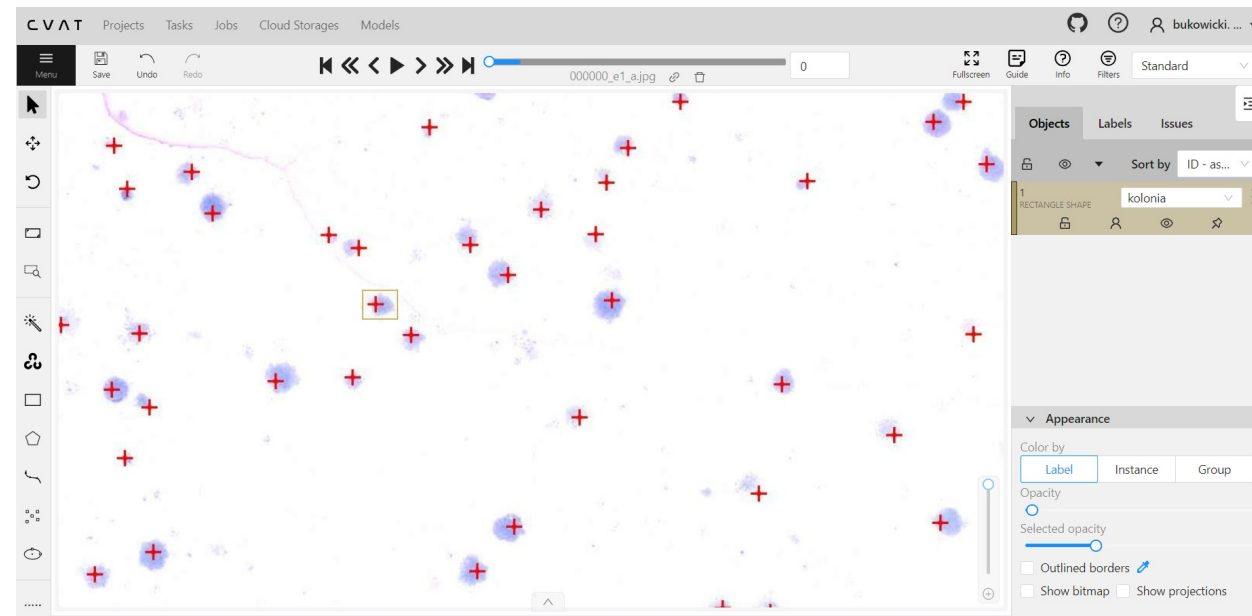 CVAT Projects Tasks Jobs Cloud Storages Models bukowicki. ...
Menu Save Undo Redo 000000_e1_a.jpg 0 Fullscreen Guide Info Filters Standard
Objects Labels Issues
Sort by ID - as...
1
RECTANGLE SHAPE kolonia
Appearance
Color by
Label Instance Group
Opacity
Selected opacity
Outlined borders
Show bitmap Show projections